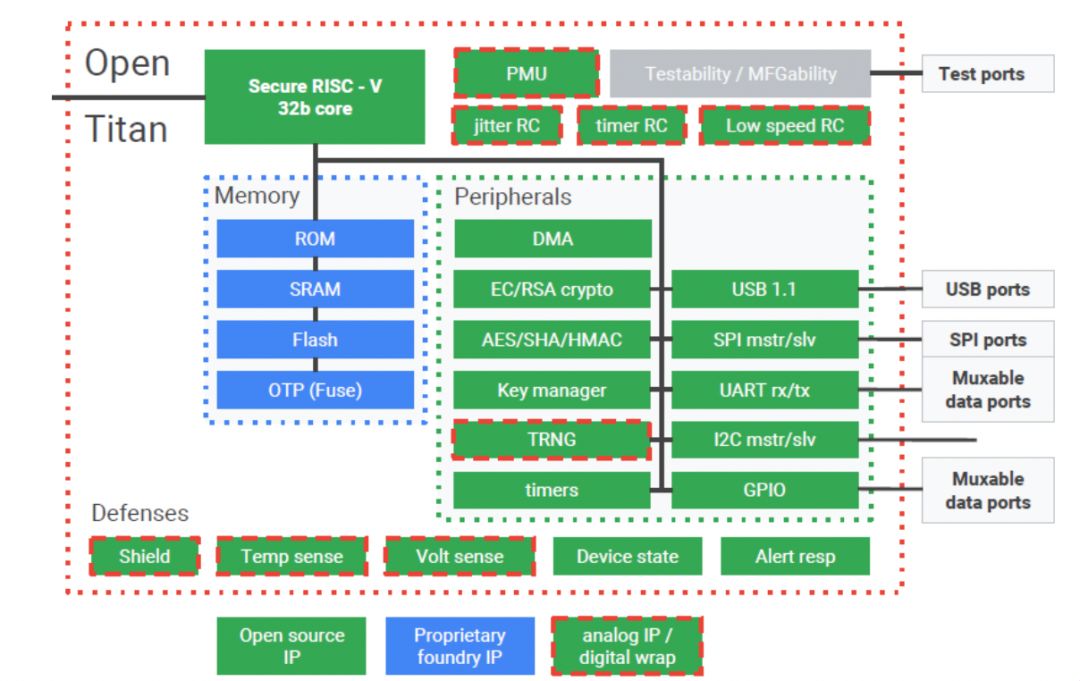 Open
Titan
Secure RISC - V
32b core
PMU
Testability / MFGability
Test ports
jitter RC
timer RC
Low speed RC
Memory
ROM
SRAM
Flash
OTP (Fuse)
Peripherals
DMA
EC/RSA crypto
USB 1.1
USB ports
AES/SHA/HMAC
SPI mstr/slv
SPI ports
Key manager
UART rx/tx
Muxable
data ports
TRNG
I2C mstr/slv
timers
GPIO
Muxable
data ports
Defenses
Shield
Temp sense
Volt sense
Device state
Alert resp
Open source
IP
Proprietary
foundry IP
analog IP /
digital wrap